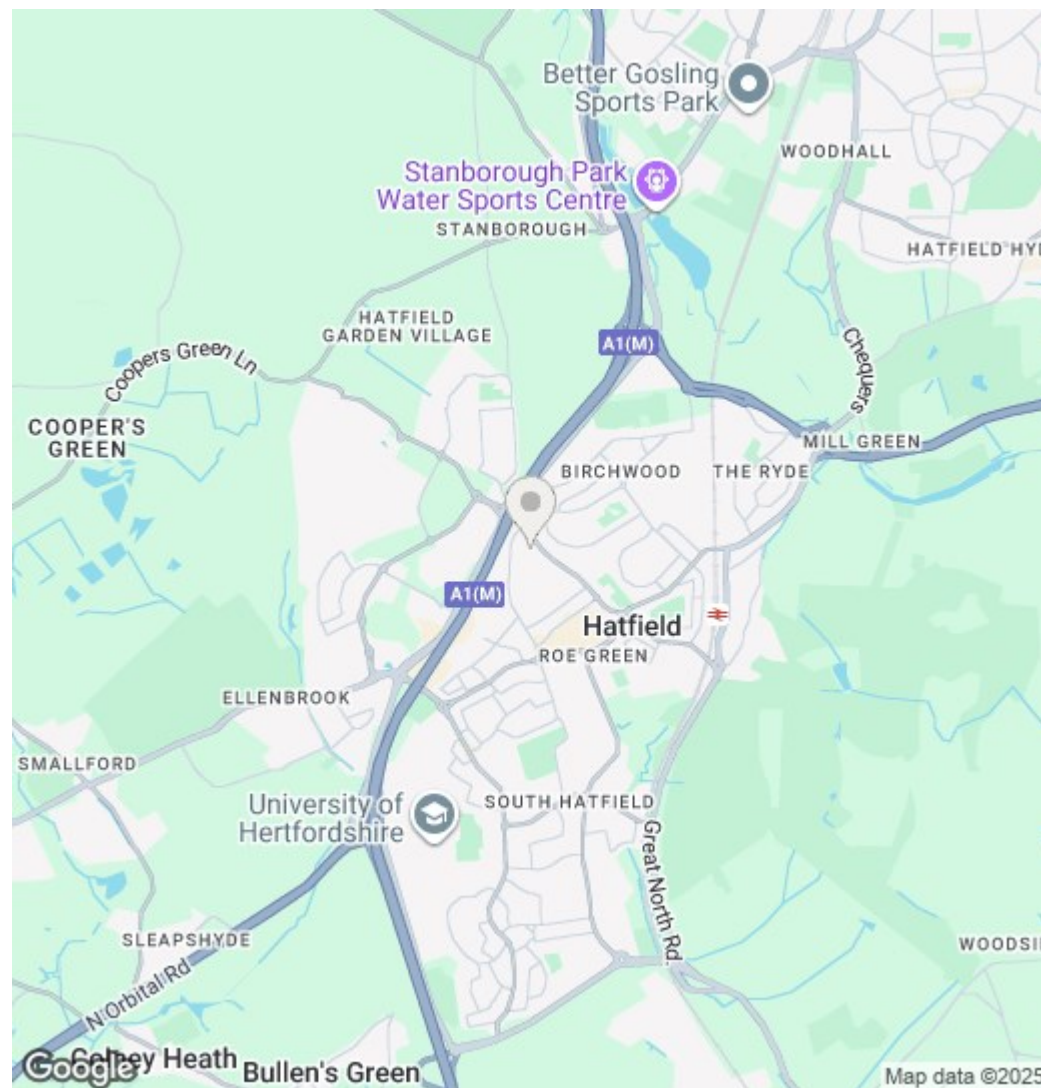 Better Gosling
Sports Park
WOODHALL
Stanborough Park
Water Sports Centre
STANBOROUGH
HATFIELD HY
HATFIELD
GARDEN VILLAGE
A1(M)
Coopers Green Ln
Chequers
COOPER'S
GREEN
MILL GREEN
BIRCHWOOD
THE RYDE
A1(M)
Hatfield
ROE GREEN
ELLENBROOK
SMALLFORD
University of
Hertfordshire
SOUTH HATFIELD
Great North Rd
SLEAPSHYDE
WOODSI
N Orbital Rd
Google
Colney Heath
Bullen's Green
Map data ©2025